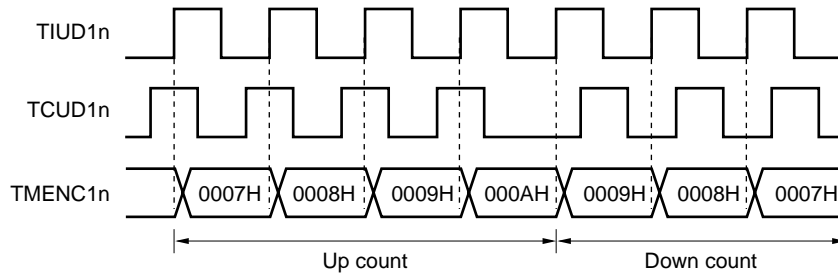 TIUD1n
TCUD1n
TMENC1n 0007H 0008H 0009H 000AH 0009H 0008H 0007H
Up count Down count